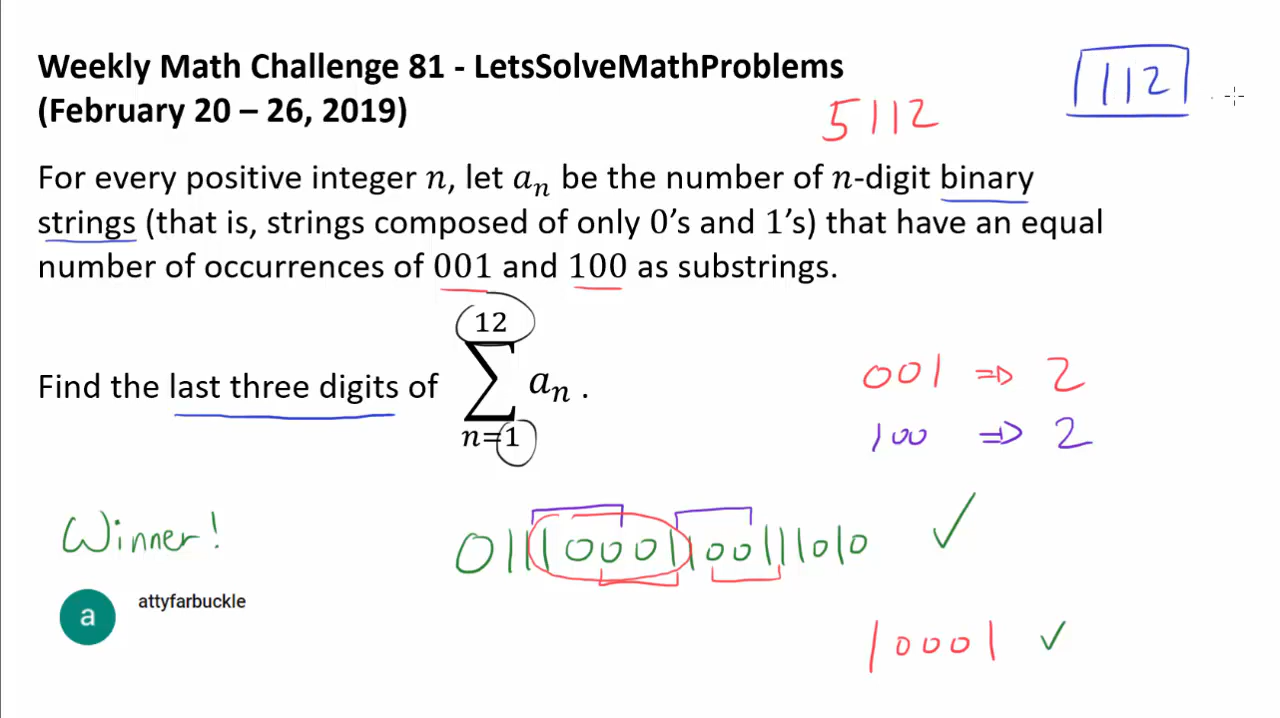 Weekly Math Challenge 81 - LetsSolveMathProblems
(February 20 – 26, 2019)
5112
112
For every positive integer n, let aₙ be the number of n-digit binary
strings (that is, strings composed of only 0's and 1's) that have an equal
number of occurrences of 001 and 100 as substrings.
12
Find the last three digits of ∑ aₙ .
n=1
001 ⇒ 2
100 ⇒ 2
Winner!
01110001100111010 ✓
a attyfarbuckle
10001 ✓